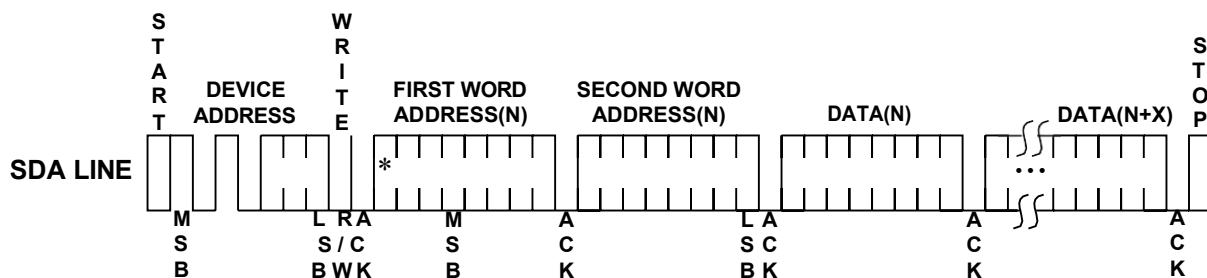 START
WRITE
STOP
DEVICE
ADDRESS
FIRST WORD
ADDRESS(N)
SECOND WORD
ADDRESS(N)
DATA(N)
DATA(N+X)
SDA LINE
*
...
MSB
LSB
R/W
ACK
MSB
ACK
LSB
ACK
ACK
ACK